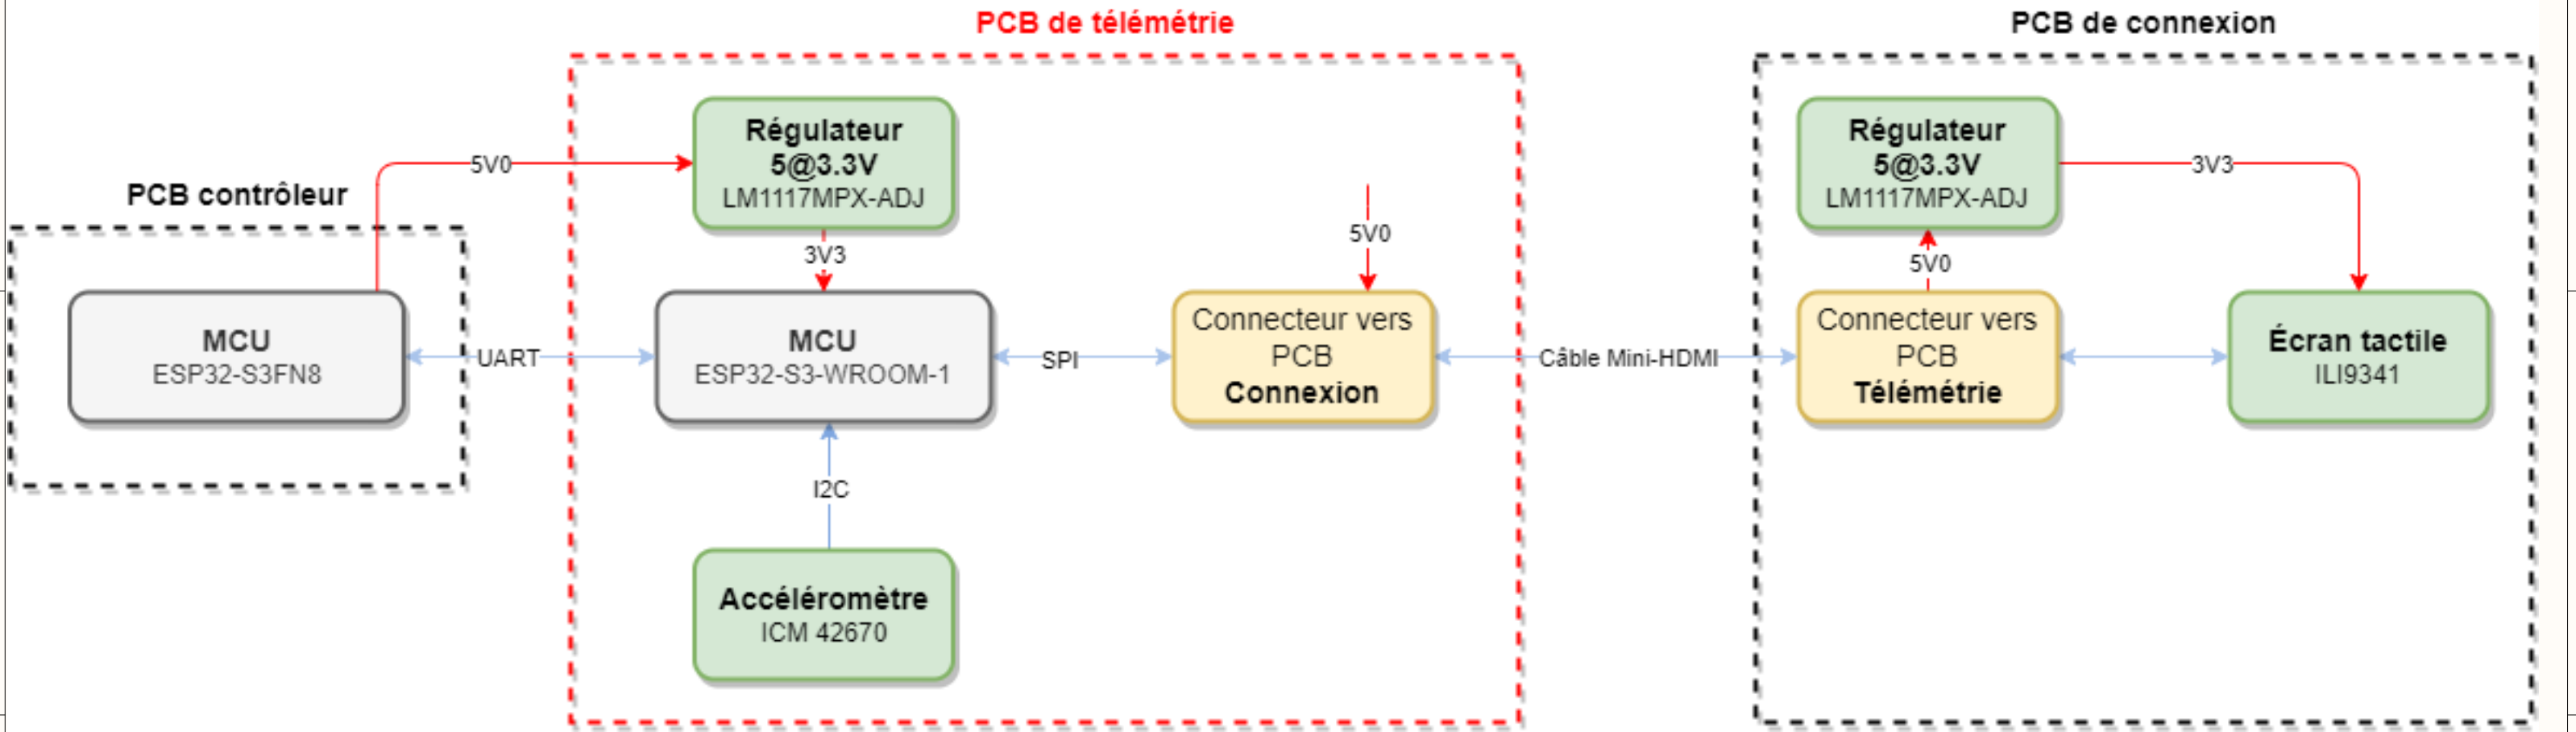 PCB de télémétrie
PCB de connexion
PCB contrôleur
5V0
Régulateur
5@3.3V
LM1117MPX-ADJ
3V3
5V0
Régulateur
5@3.3V
LM1117MPX-ADJ
3V3
5V0
MCU
ESP32-S3FN8
UART
MCU
ESP32-S3-WROOM-1
SPI
Connecteur vers
PCB
Connexion
Câble Mini-HDMI
Connecteur vers
PCB
Télémétrie
Écran tactile
ILI9341
I2C
Accéléromètre
ICM 42670